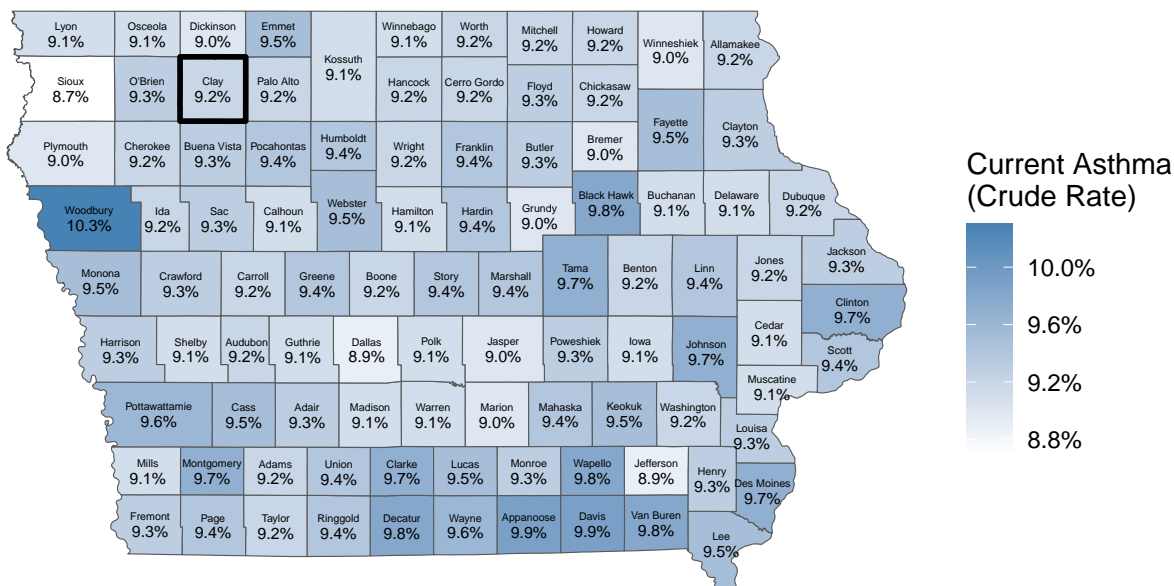 Lyon
9.1%
Osceola
9.1%
Dickinson
9.0%
Emmet
9.5%
Kossuth
9.1%
Winnebago
9.1%
Worth
9.2%
Mitchell
9.2%
Howard
9.2%
Winneshiek
9.0%
Allamakee
9.2%
Sioux
8.7%
O'Brien
9.3%
Clay
9.2%
Palo Alto
9.2%
Hancock
9.2%
Cerro Gordo
9.2%
Floyd
9.3%
Chickasaw
9.2%
Fayette
9.5%
Clayton
9.3%
Plymouth
9.0%
Cherokee
9.2%
Buena Vista
9.3%
Pocahontas
9.4%
Humboldt
9.4%
Wright
9.2%
Franklin
9.4%
Butler
9.3%
Bremer
9.0%
Woodbury
10.3%
Ida
9.2%
Sac
9.3%
Calhoun
9.1%
Webster
9.5%
Hamilton
9.1%
Hardin
9.4%
Grundy
9.0%
Black Hawk
9.8%
Buchanan
9.1%
Delaware
9.1%
Dubuque
9.2%
Monona
9.5%
Crawford
9.3%
Carroll
9.2%
Greene
9.4%
Boone
9.2%
Story
9.4%
Marshall
9.4%
Tama
9.7%
Benton
9.2%
Linn
9.4%
Jones
9.2%
Jackson
9.3%
Clinton
9.7%
Harrison
9.3%
Shelby
9.1%
Audubon
9.2%
Guthrie
9.1%
Dallas
8.9%
Polk
9.1%
Jasper
9.0%
Poweshiek
9.3%
Iowa
9.1%
Johnson
9.7%
Cedar
9.1%
Scott
9.4%
Muscatine
9.1%
Pottawattamie
9.6%
Cass
9.5%
Adair
9.3%
Madison
9.1%
Warren
9.1%
Marion
9.0%
Mahaska
9.4%
Keokuk
9.5%
Washington
9.2%
Louisa
9.3%
Mills
9.1%
Montgomery
9.7%
Adams
9.2%
Union
9.4%
Clarke
9.7%
Lucas
9.5%
Monroe
9.3%
Wapello
9.8%
Jefferson
8.9%
Henry
9.3%
Des Moines
9.7%
Fremont
9.3%
Page
9.4%
Taylor
9.2%
Ringgold
9.4%
Decatur
9.8%
Wayne
9.6%
Appanoose
9.9%
Davis
9.9%
Van Buren
9.8%
Lee
9.5%
Current Asthma
(Crude Rate)
10.0%
9.6%
9.2%
8.8%